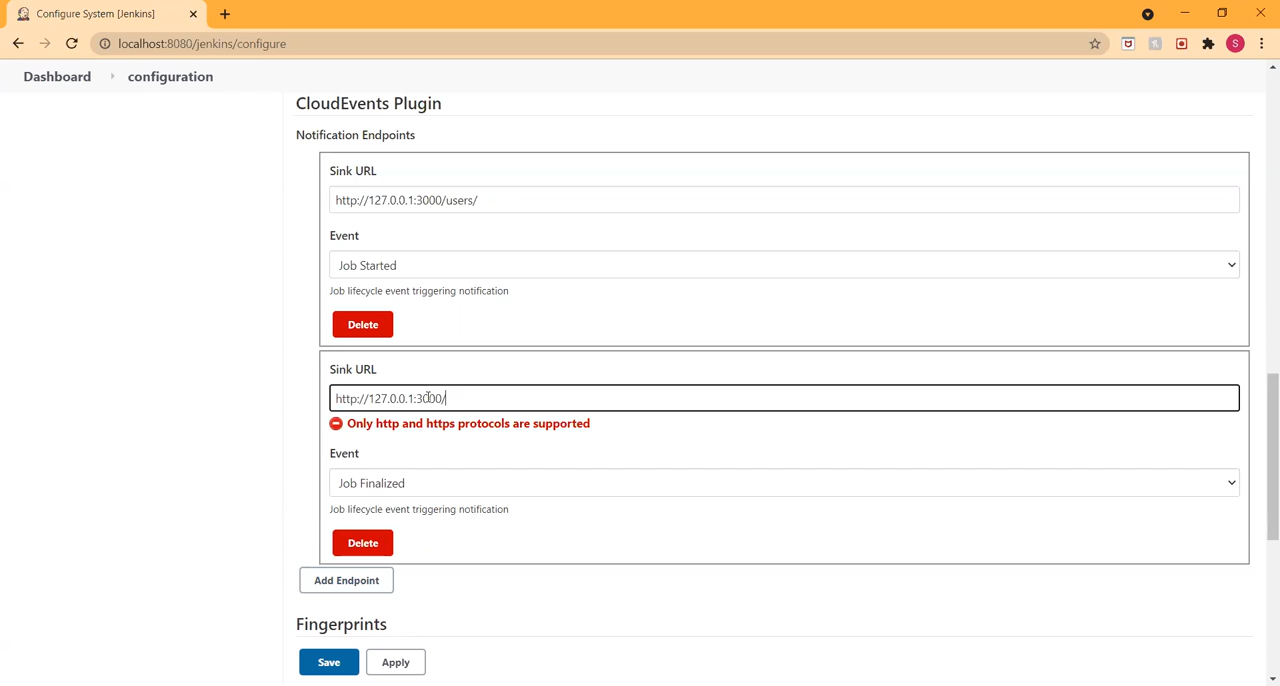 Configure System [Jenkins]
localhost:8080/jenkins/configure
S
Dashboard configuration
CloudEvents Plugin
Notification Endpoints
Sink URL
http://127.0.0.1:3000/users/
Event
Job Started
Job lifecycle event triggering notification
Delete
Sink URL
http://127.0.0.1:3000/
Only http and https protocols are supported
Event
Job Finalized
Job lifecycle event triggering notification
Delete
Add Endpoint
Fingerprints
Save Apply